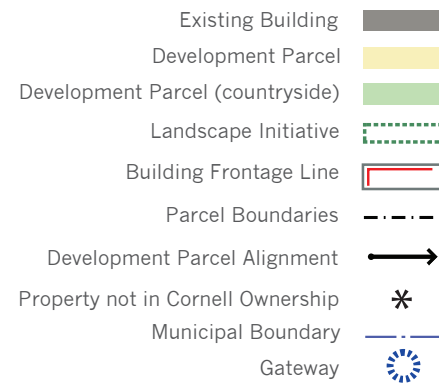 Existing Building
Development Parcel
Development Parcel (countryside)
Landscape Initiative
Building Frontage Line
Parcel Boundaries
Development Parcel Alignment
Property not in Cornell Ownership
Municipal Boundary
Gateway